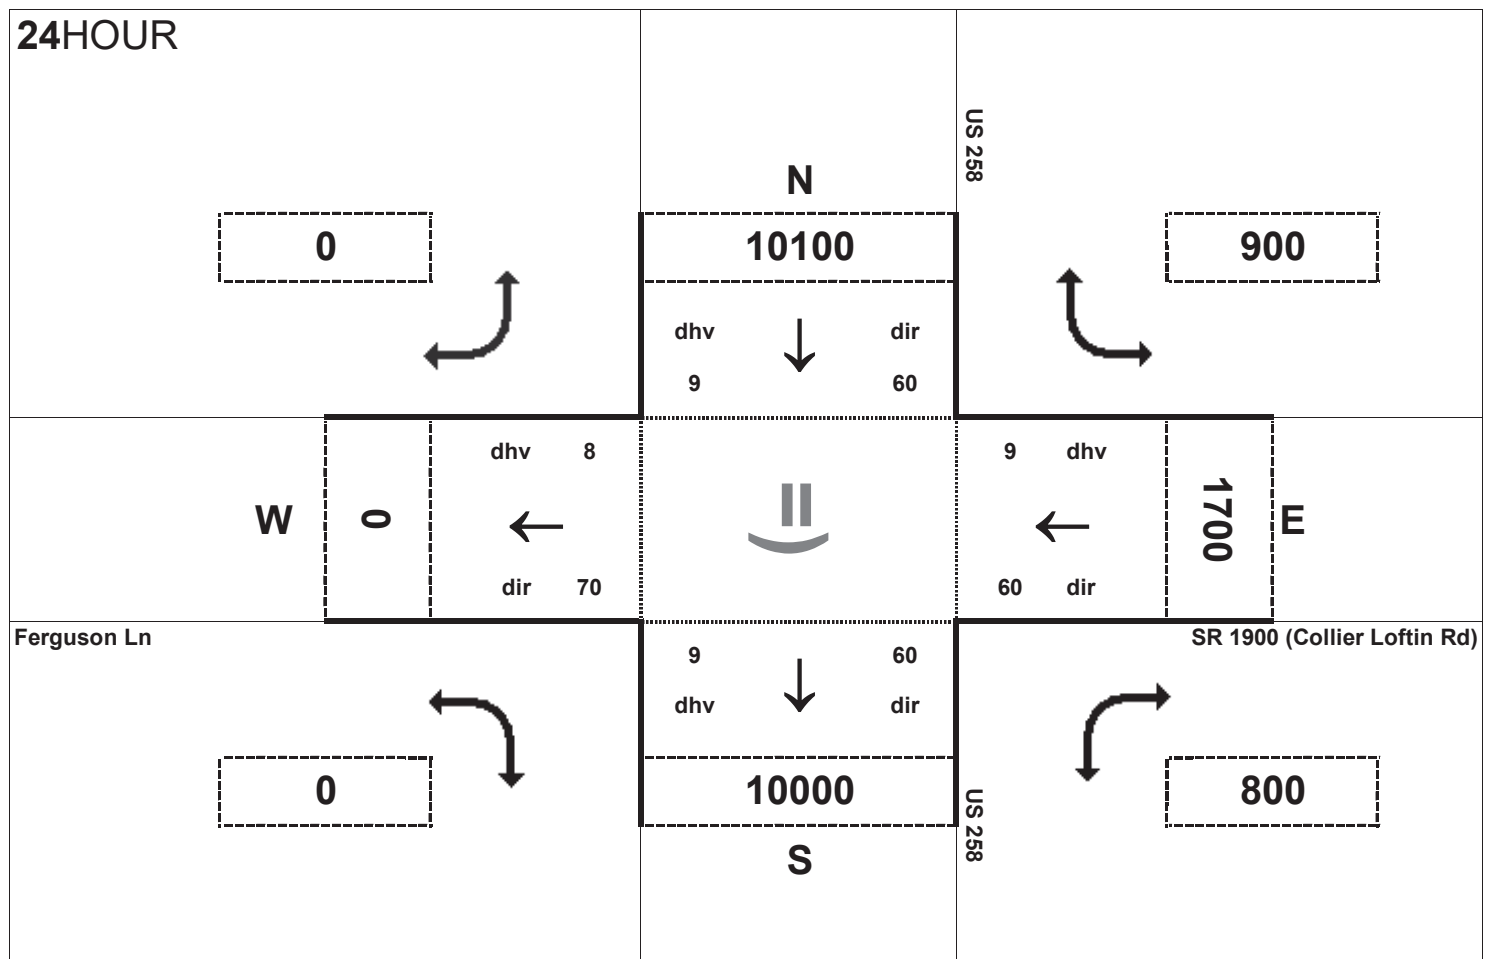 24HOUR
US 258
N
0
10100
900
dhv
dir
9
60
dhv 8
9 dhv
W
0
1700
E
dir 70
60 dir
Ferguson Ln
SR 1900 (Collier Loftin Rd)
9
60
dhv
dir
0
10000
800
US 258
S